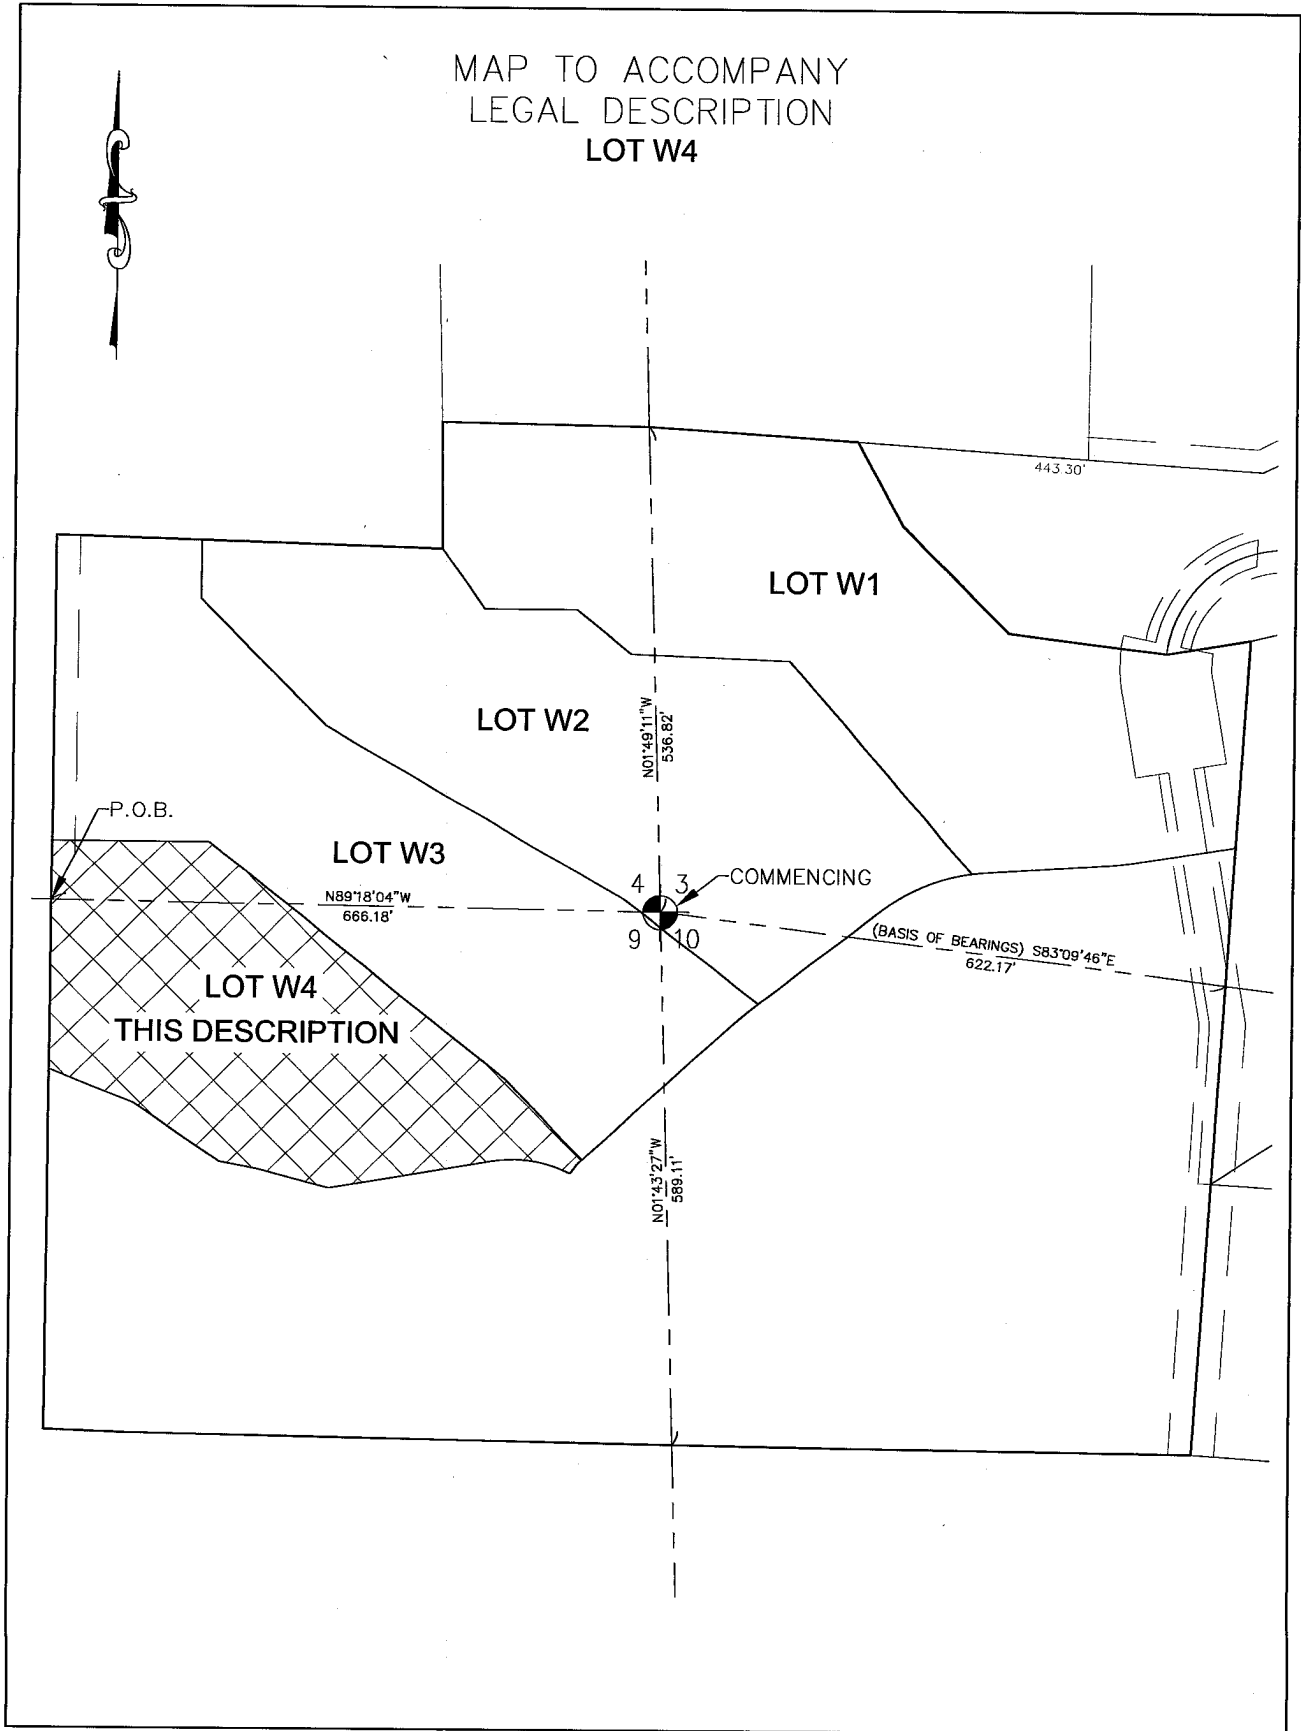 MAP TO ACCOMPANY
LEGAL DESCRIPTION
LOT W4
443.30'
LOT W1
LOT W2
N01°49'11"W
536.82'
P.O.B.
LOT W3
4 3
COMMENCING
N89°18'04"W
666.18'
9 10
(BASIS OF BEARINGS) S83°09'46"E
622.17'
LOT W4
THIS DESCRIPTION
N01°43'27"W
589.11'